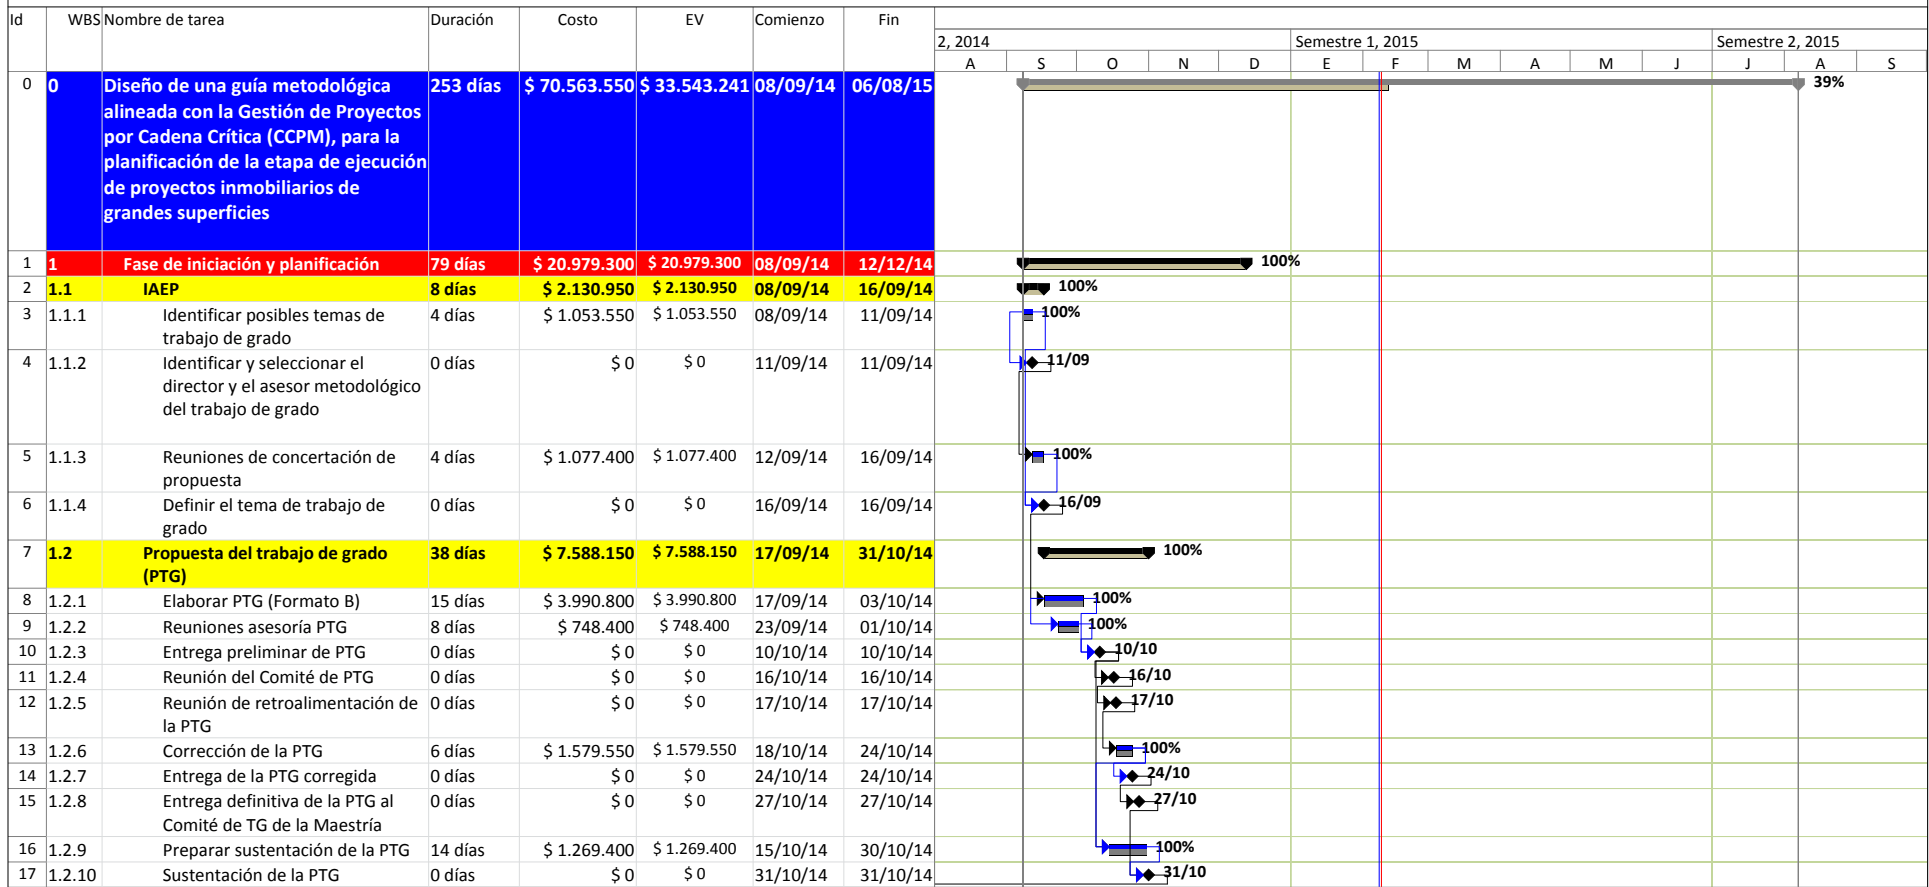 Id WBS Nombre de tarea Duración Costo EV Comienzo Fin
2, 2014 Semestre 1, 2015 Semestre 2, 2015
A S O N D E F M A M J J A S
0 0 Diseño de una guía metodológica 253 días $ 70.563.550 $ 33.543.241 08/09/14 06/08/15 39%
alineada con la Gestión de Proyectos
por Cadena Crítica (CCPM), para la
planificación de la etapa de ejecución
de proyectos inmobiliarios de
grandes superficies
1 1 Fase de iniciación y planificación 79 días $ 20.979.300 $ 20.979.300 08/09/14 12/12/14 100%
2 1.1 IAEP 8 días $ 2.130.950 $ 2.130.950 08/09/14 16/09/14 100%
3 1.1.1 Identificar posibles temas de 4 días $ 1.053.550 $ 1.053.550 08/09/14 11/09/14 100%
trabajo de grado
4 1.1.2 Identificar y seleccionar el 0 días $ 0 $ 0 11/09/14 11/09/14 11/09
director y el asesor metodológico
del trabajo de grado
5 1.1.3 Reuniones de concertación de 4 días $ 1.077.400 $ 1.077.400 12/09/14 16/09/14 100%
propuesta
6 1.1.4 Definir el tema de trabajo de 0 días $ 0 $ 0 16/09/14 16/09/14 16/09
grado
7 1.2 Propuesta del trabajo de grado 38 días $ 7.588.150 $ 7.588.150 17/09/14 31/10/14 100%
(PTG)
8 1.2.1 Elaborar PTG (Formato B) 15 días $ 3.990.800 $ 3.990.800 17/09/14 03/10/14 100%
9 1.2.2 Reuniones asesoría PTG 8 días $ 748.400 $ 748.400 23/09/14 01/10/14 100%
10 1.2.3 Entrega preliminar de PTG 0 días $ 0 $ 0 10/10/14 10/10/14 10/10
11 1.2.4 Reunión del Comité de PTG 0 días $ 0 $ 0 16/10/14 16/10/14 16/10
12 1.2.5 Reunión de retroalimentación de 0 días $ 0 $ 0 17/10/14 17/10/14 17/10
la PTG
13 1.2.6 Corrección de la PTG 6 días $ 1.579.550 $ 1.579.550 18/10/14 24/10/14 100%
14 1.2.7 Entrega de la PTG corregida 0 días $ 0 $ 0 24/10/14 24/10/14 24/10
15 1.2.8 Entrega definitiva de la PTG al 0 días $ 0 $ 0 27/10/14 27/10/14 27/10
Comité de TG de la Maestría
16 1.2.9 Preparar sustentación de la PTG 14 días $ 1.269.400 $ 1.269.400 15/10/14 30/10/14 100%
17 1.2.10 Sustentación de la PTG 0 días $ 0 $ 0 31/10/14 31/10/14 31/10